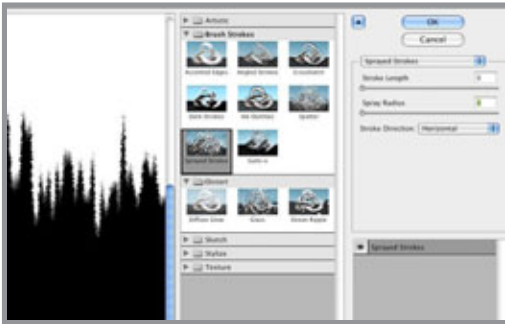 Artistic
Brush Strokes
Accented Edges Angled Strokes Crosshatch
Dark Strokes Ink Outlines Spatter
Sprayed Strokes Sumi-e
Distort
Diffuse Glow Glass Ocean Ripple
Sketch
Stylize
Texture
OK
Cancel
Sprayed Strokes
Stroke Length
Spray Radius
Stroke Direction: Horizontal
Sprayed Strokes